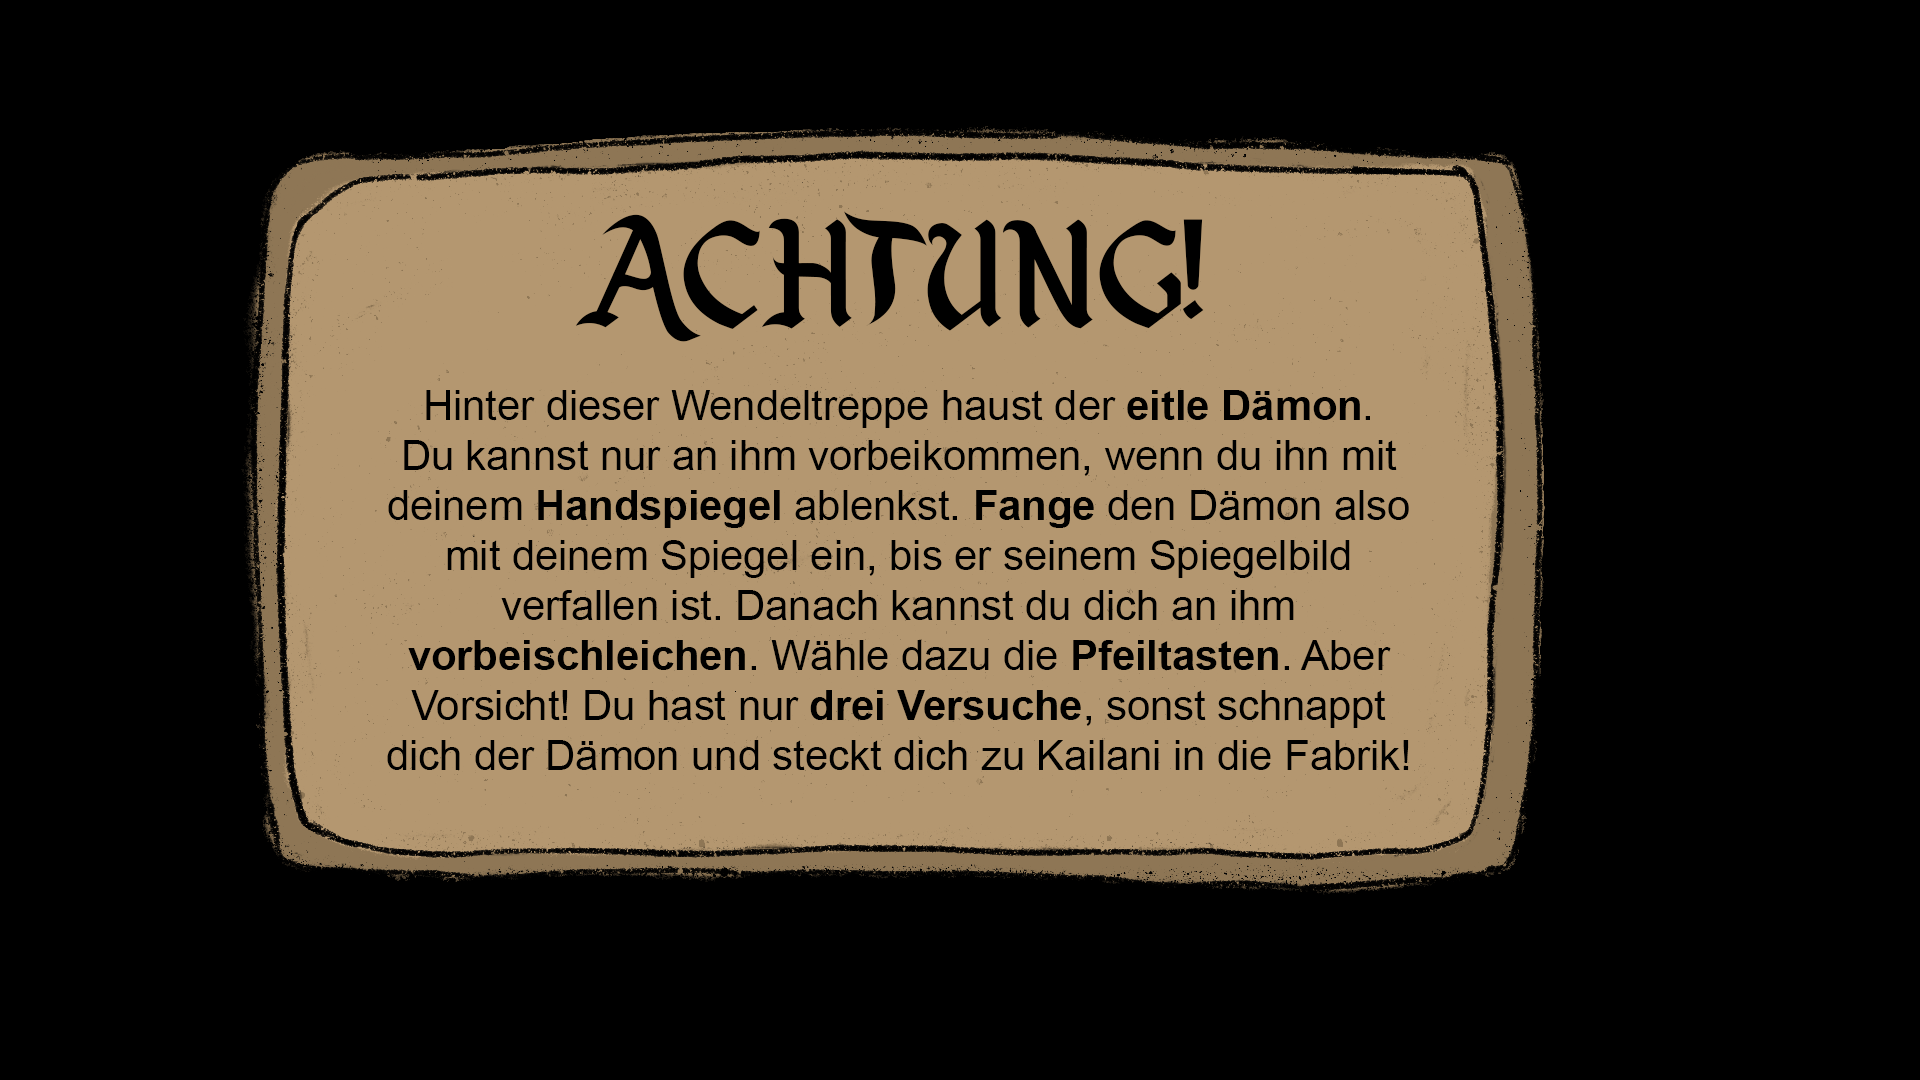 ACHTUNG!
Hinter dieser Wendeltreppe haust der eitle Dämon.
Du kannst nur an ihm vorbeikommen, wenn du ihn mit
deinem Handspiegel ablenkst. Fange den Dämon also
mit deinem Spiegel ein, bis er seinem Spiegelbild
verfallen ist. Danach kannst du dich an ihm
vorbeischleichen. Wähle dazu die Pfeiltasten. Aber
Vorsicht! Du hast nur drei Versuche, sonst schnappt
dich der Dämon und steckt dich zu Kailani in die Fabrik!